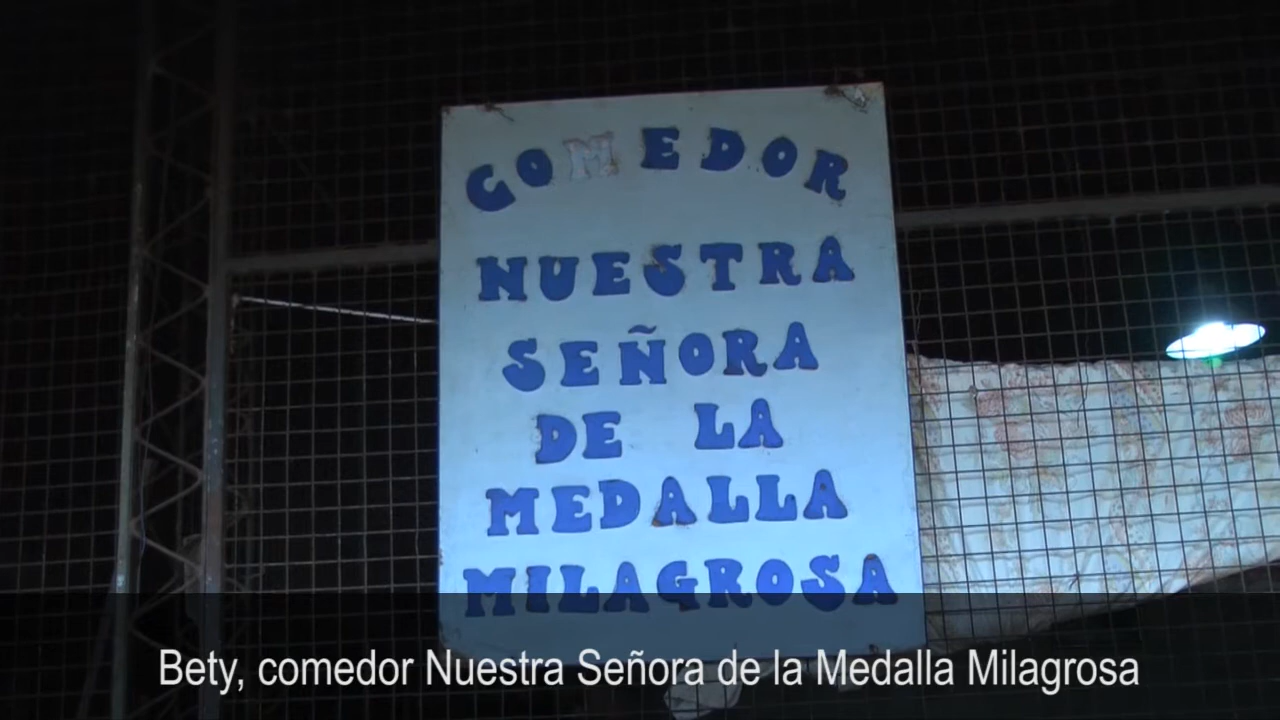 COMEDOR
NUESTRA
SEÑORA
DE LA
MEDALLA
MILAGROSA
Bety, comedor Nuestra Señora de la Medalla Milagrosa